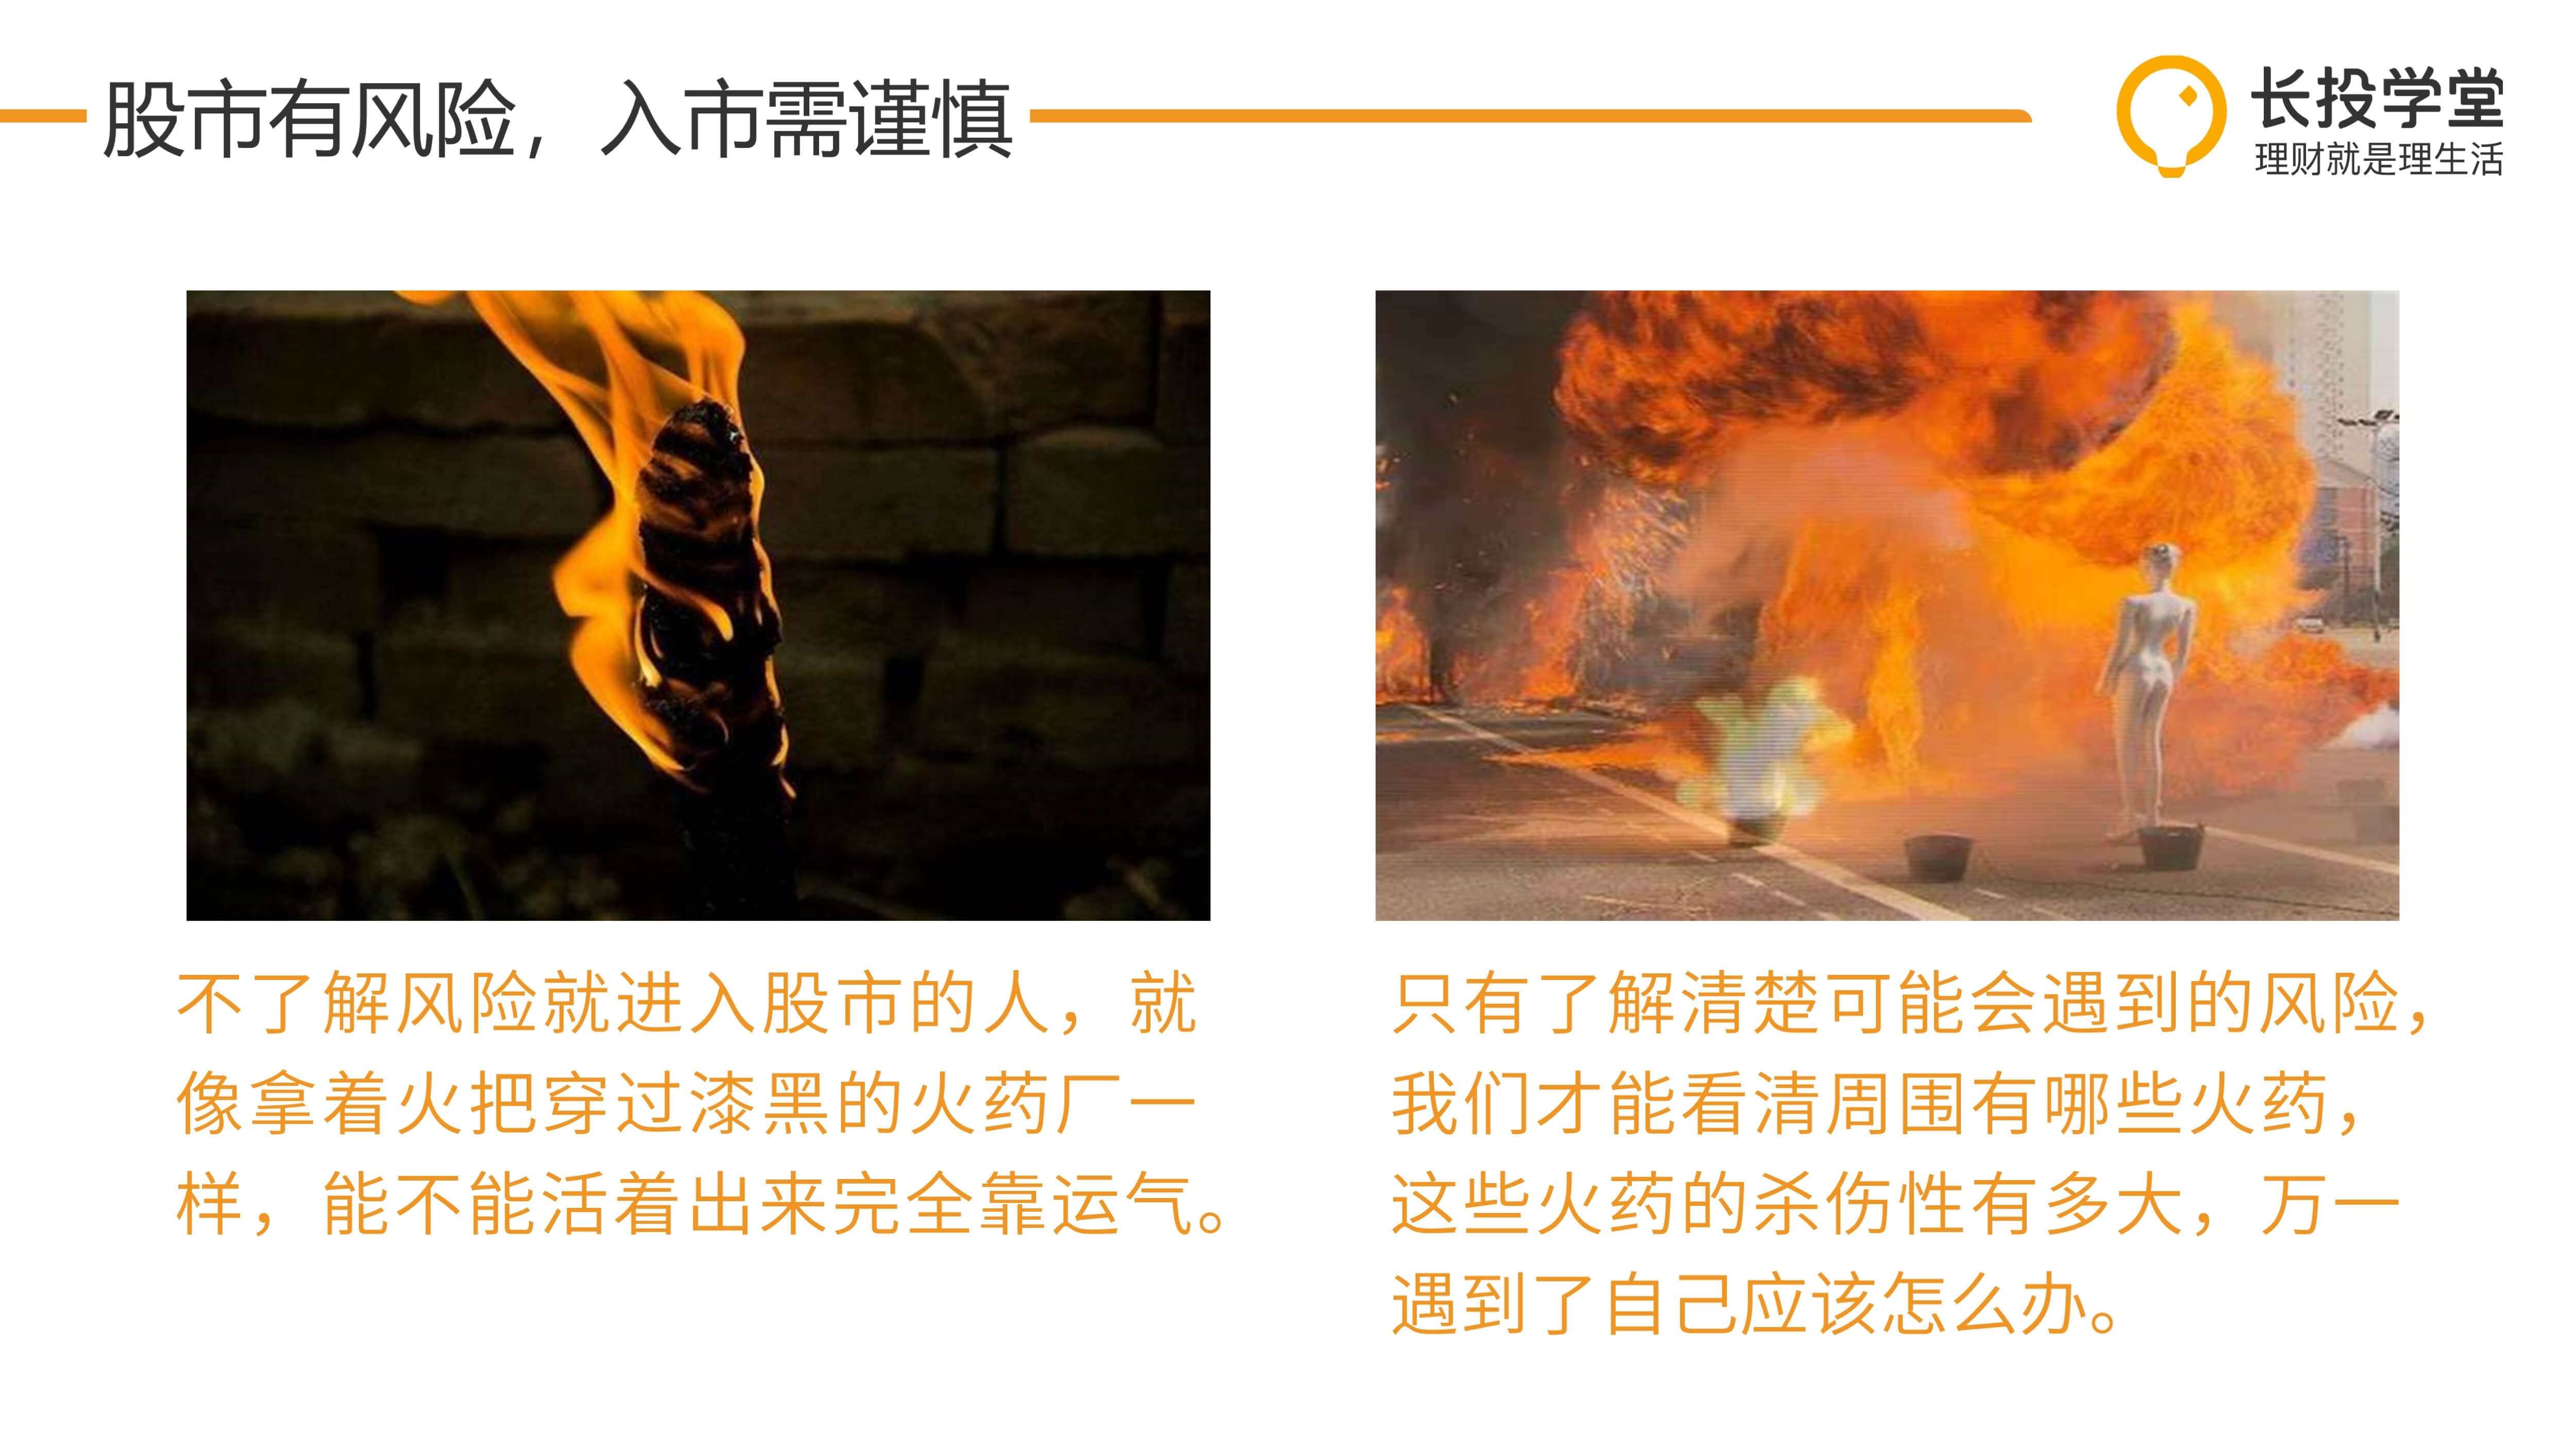 股市有风险，入市需谨慎
长投学堂
理财就是理生活
不了解风险就进入股市的人，就
像拿着火把穿过漆黑的火药厂一
样，能不能活着出来完全靠运气。
只有了解清楚可能会遇到的风险，
我们才能看清周围有哪些火药，
这些火药的杀伤性有多大，万一
遇到了自己应该怎么办。